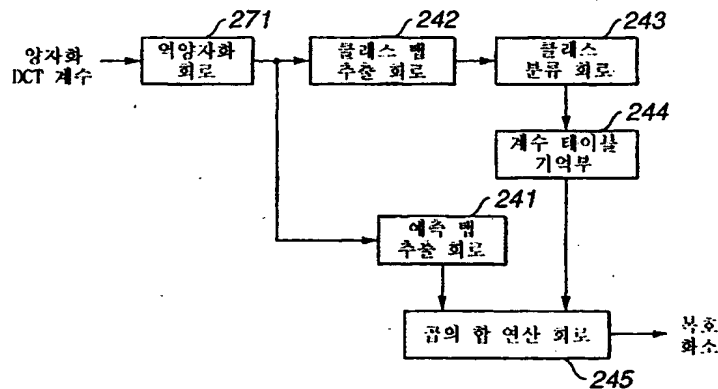 271
242
243
양자화
DCT 계수
역양자화
회로
클래스 탭
추출 회로
클래스
분류 회로
244
계수 테이블
기억부
241
예측 탭
추출 회로
곱의 합 연산 회로
복호
화소
245